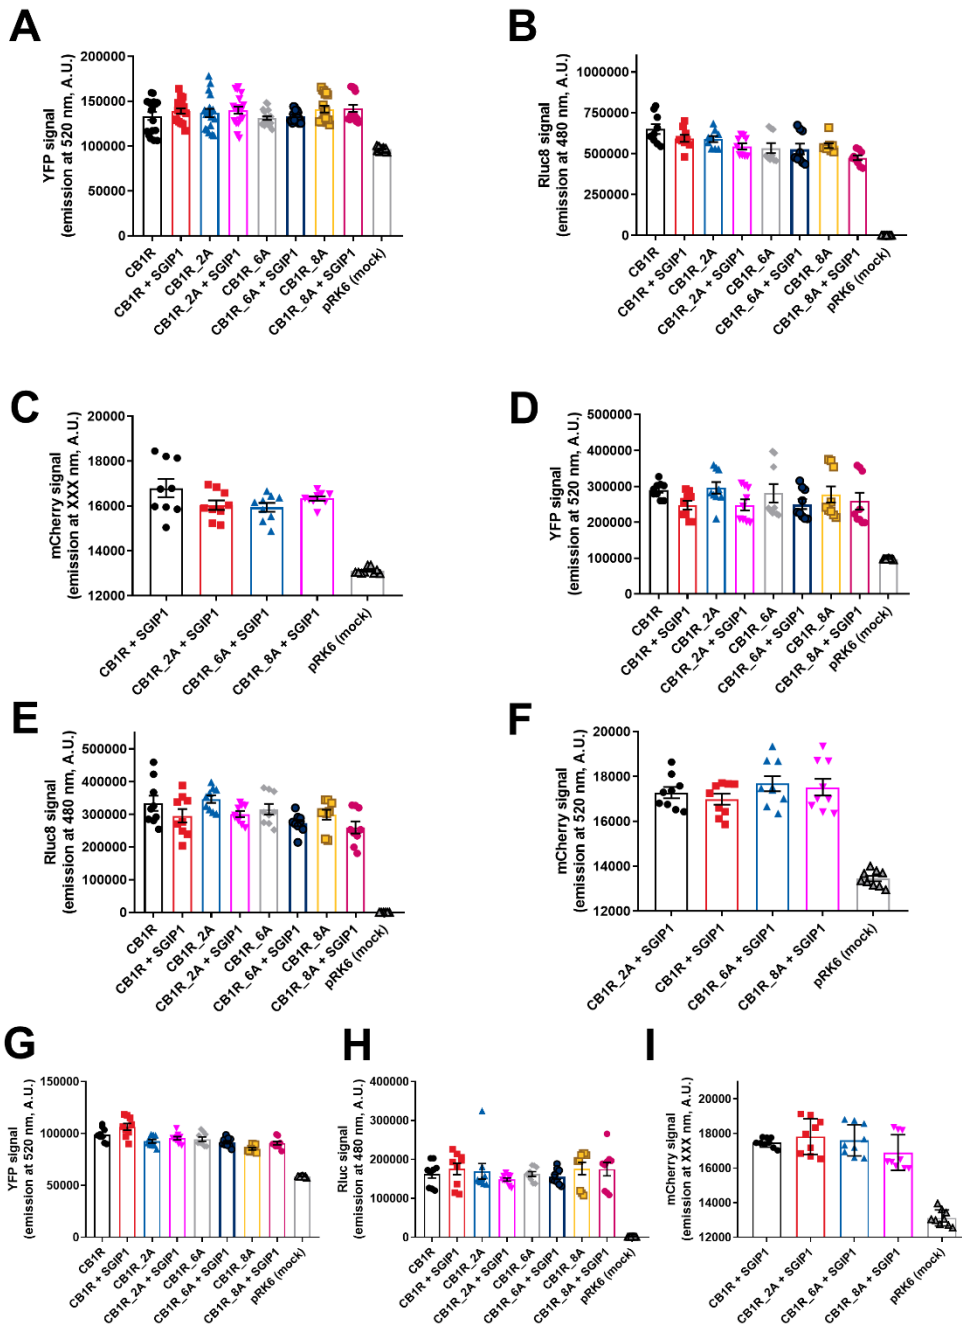 A
YFP signal
(emission at 520 nm, A.U.)
200000
150000
100000
50000
0
CB1R
CB1R + SGIP1
CB1R_2A
CB1R_2A + SGIP1
CB1R_6A
CB1R_6A + SGIP1
CB1R_8A
CB1R_8A + SGIP1
pRK6 (mock)
B
Rluc8 signal
(emission at 480 nm, A.U.)
1000000
750000
500000
250000
0
CB1R
CB1R + SGIP1
CB1R_2A
CB1R_2A + SGIP1
CB1R_6A
CB1R_6A + SGIP1
CB1R_8A
CB1R_8A + SGIP1
pRK6 (mock)
C
mCherry signal
(emission at XXX nm, A.U.)
20000
18000
16000
14000
12000
CB1R + SGIP1
CB1R_2A + SGIP1
CB1R_6A + SGIP1
CB1R_8A + SGIP1
pRK6 (mock)
D
YFP signal
(emission at 520 nm, A.U.)
500000
400000
300000
200000
100000
0
CB1R
CB1R + SGIP1
CB1R_2A
CB1R_2A + SGIP1
CB1R_6A
CB1R_6A + SGIP1
CB1R_8A
CB1R_8A + SGIP1
pRK6 (mock)
E
Rluc8 signal
(emission at 480 nm, A.U.)
500000
400000
300000
200000
100000
0
CB1R
CB1R + SGIP1
CB1R_2A
CB1R_2A + SGIP1
CB1R_6A
CB1R_6A + SGIP1
CB1R_8A
CB1R_8A + SGIP1
pRK6 (mock)
F
mCherry signal
(emission at 520 nm, A.U.)
20000
18000
16000
14000
12000
CB1R_2A + SGIP1
CB1R + SGIP1
CB1R_6A + SGIP1
CB1R_8A + SGIP1
pRK6 (mock)
G
YFP signal
(emission at 520 nm, A.U.)
150000
100000
50000
0
CB1R
CB1R + SGIP1
CB1R_2A
CB1R_2A + SGIP1
CB1R_6A
CB1R_6A + SGIP1
CB1R_8A
CB1R_8A + SGIP1
pRK6 (mock)
H
Rluc signal
(emission at 480 nm, A.U.)
400000
300000
200000
100000
0
CB1R
CB1R + SGIP1
CB1R_2A
CB1R_2A + SGIP1
CB1R_6A
CB1R_6A + SGIP1
CB1R_8A
CB1R_8A + SGIP1
pRK6 (mock)
I
mCherry signal
(emission at XXX nm, A.U.)
20000
18000
16000
14000
12000
CB1R + SGIP1
CB1R_2A + SGIP1
CB1R_8A + SGIP1
CB1R_8A + SGIP1
pRK6 (mock)